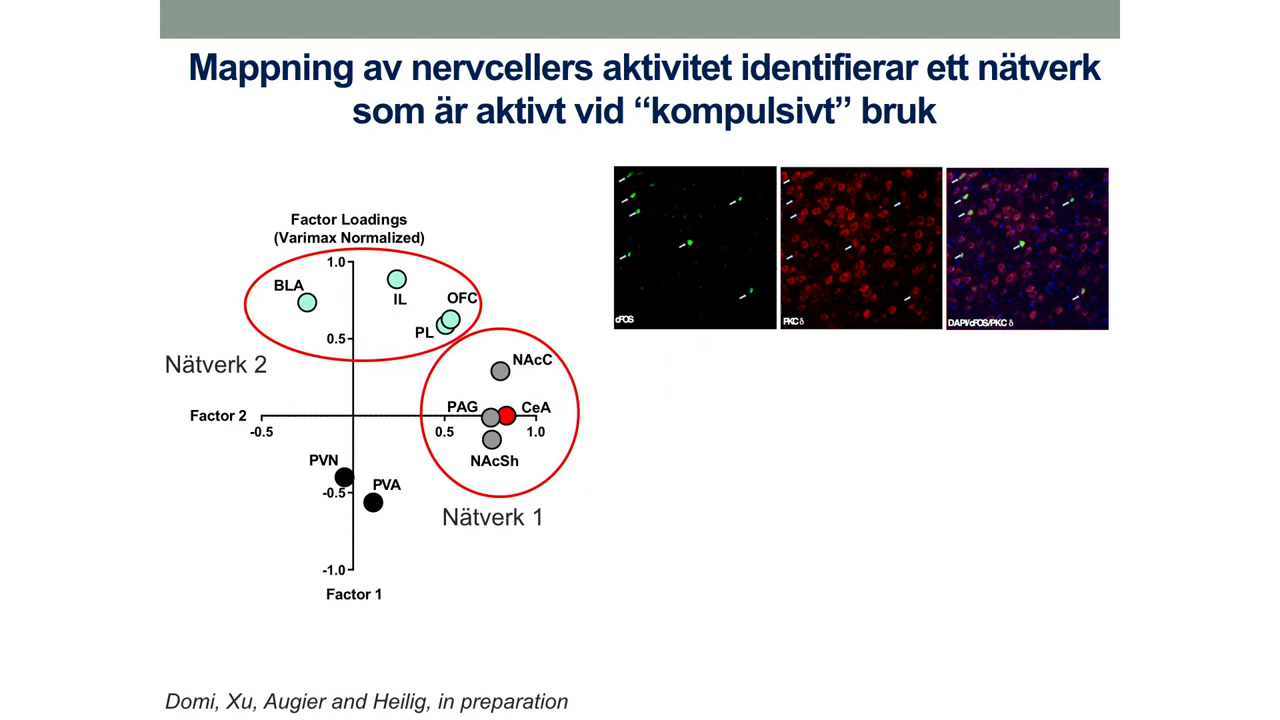 Mappning av nervcellers aktivitet identifierar ett nätverk
som är aktivt vid “kompulsivt” bruk
Factor Loadings
(Varimax Normalized)
1.0
BLA
IL
OFC
PL
0.5
Nätverk 2
NAcC
PAG
CeA
Factor 2
-0.5
0.5
1.0
NAcSh
PVN
PVA
-0.5
Nätverk 1
-1.0
Factor 1
cFOS
PKC δ
DAPI/cFOS/PKC δ
Domi, Xu, Augier and Heilig, in preparation